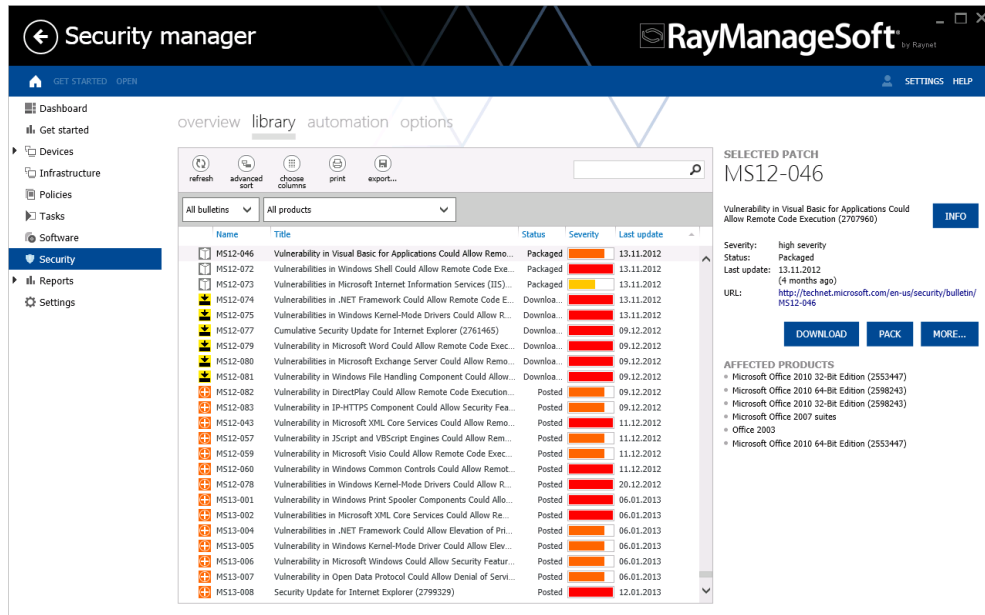 Security manager
RayManageSoft
by Raynet
GET STARTED OPEN
SETTINGS HELP
Dashboard
Get started
Devices
Infrastructure
Policies
Tasks
Software
Security
Reports
Settings
overview library automation options
refresh advanced sort choose columns print export...
All bulletins All products
Name Title Status Severity Last update
MS12-046 Vulnerability in Visual Basic for Applications Could Allow Remo... Packaged 13.11.2012
MS12-072 Vulnerabilities in Windows Shell Could Allow Remote Code Exe... Packaged 13.11.2012
MS12-073 Vulnerabilities in Microsoft Internet Information Services (IIS)... Packaged 13.11.2012
MS12-074 Vulnerabilities in .NET Framework Could Allow Remote Code E... Downloa... 13.11.2012
MS12-075 Vulnerabilities in Windows Kernel-Mode Drivers Could Allow R... Downloa... 13.11.2012
MS12-077 Cumulative Security Update for Internet Explorer (2761465) Downloa... 09.12.2012
MS12-079 Vulnerability in Microsoft Word Could Allow Remote Code Exec... Downloa... 09.12.2012
MS12-080 Vulnerabilities in Microsoft Exchange Server Could Allow Remo... Downloa... 09.12.2012
MS12-081 Vulnerability in Windows File Handling Component Could Allow... Downloa... 09.12.2012
MS12-082 Vulnerability in DirectPlay Could Allow Remote Code Execution... Posted 09.12.2012
MS12-083 Vulnerability in IP-HTTPS Component Could Allow Security Fea... Posted 09.12.2012
MS12-043 Vulnerability in Microsoft XML Core Services Could Allow Remo... Posted 11.12.2012
MS12-057 Vulnerability in JScript and VBScript Engines Could Allow Rem... Posted 11.12.2012
MS12-059 Vulnerability in Microsoft Visio Could Allow Remote Code Exec... Posted 11.12.2012
MS12-060 Vulnerability in Windows Common Controls Could Allow Remot... Posted 11.12.2012
MS12-078 Vulnerabilities in Windows Kernel-Mode Drivers Could Allow R... Posted 20.12.2012
MS13-001 Vulnerability in Windows Print Spooler Components Could Allo... Posted 06.01.2013
MS13-002 Vulnerabilities in Microsoft XML Core Services Could Allow Re... Posted 06.01.2013
MS13-004 Vulnerabilities in .NET Framework Could Allow Elevation of Pri... Posted 06.01.2013
MS13-005 Vulnerability in Windows Kernel-Mode Driver Could Allow Elev... Posted 06.01.2013
MS13-006 Vulnerability in Microsoft Windows Could Allow Security Featur... Posted 06.01.2013
MS13-007 Vulnerability in Open Data Protocol Could Allow Denial of Servi... Posted 06.01.2013
MS13-008 Security Update for Internet Explorer (2799329) Posted 12.01.2013
SELECTED PATCH
MS12-046
Vulnerability in Visual Basic for Applications Could
Allow Remote Code Execution (2707960)
INFO
Severity: high severity
Status: Packaged
Last update: 13.11.2012
(4 months ago)
URL: http://technet.microsoft.com/en-us/security/bulletin/
MS12-046
DOWNLOAD PACK MORE...
AFFECTED PRODUCTS
Microsoft Office 2010 32-Bit Edition (2553447)
Microsoft Office 2010 64-Bit Edition (2598243)
Microsoft Office 2010 32-Bit Edition (2598243)
Microsoft Office 2007 suites
Office 2003
Microsoft Office 2010 64-Bit Edition (2553447)